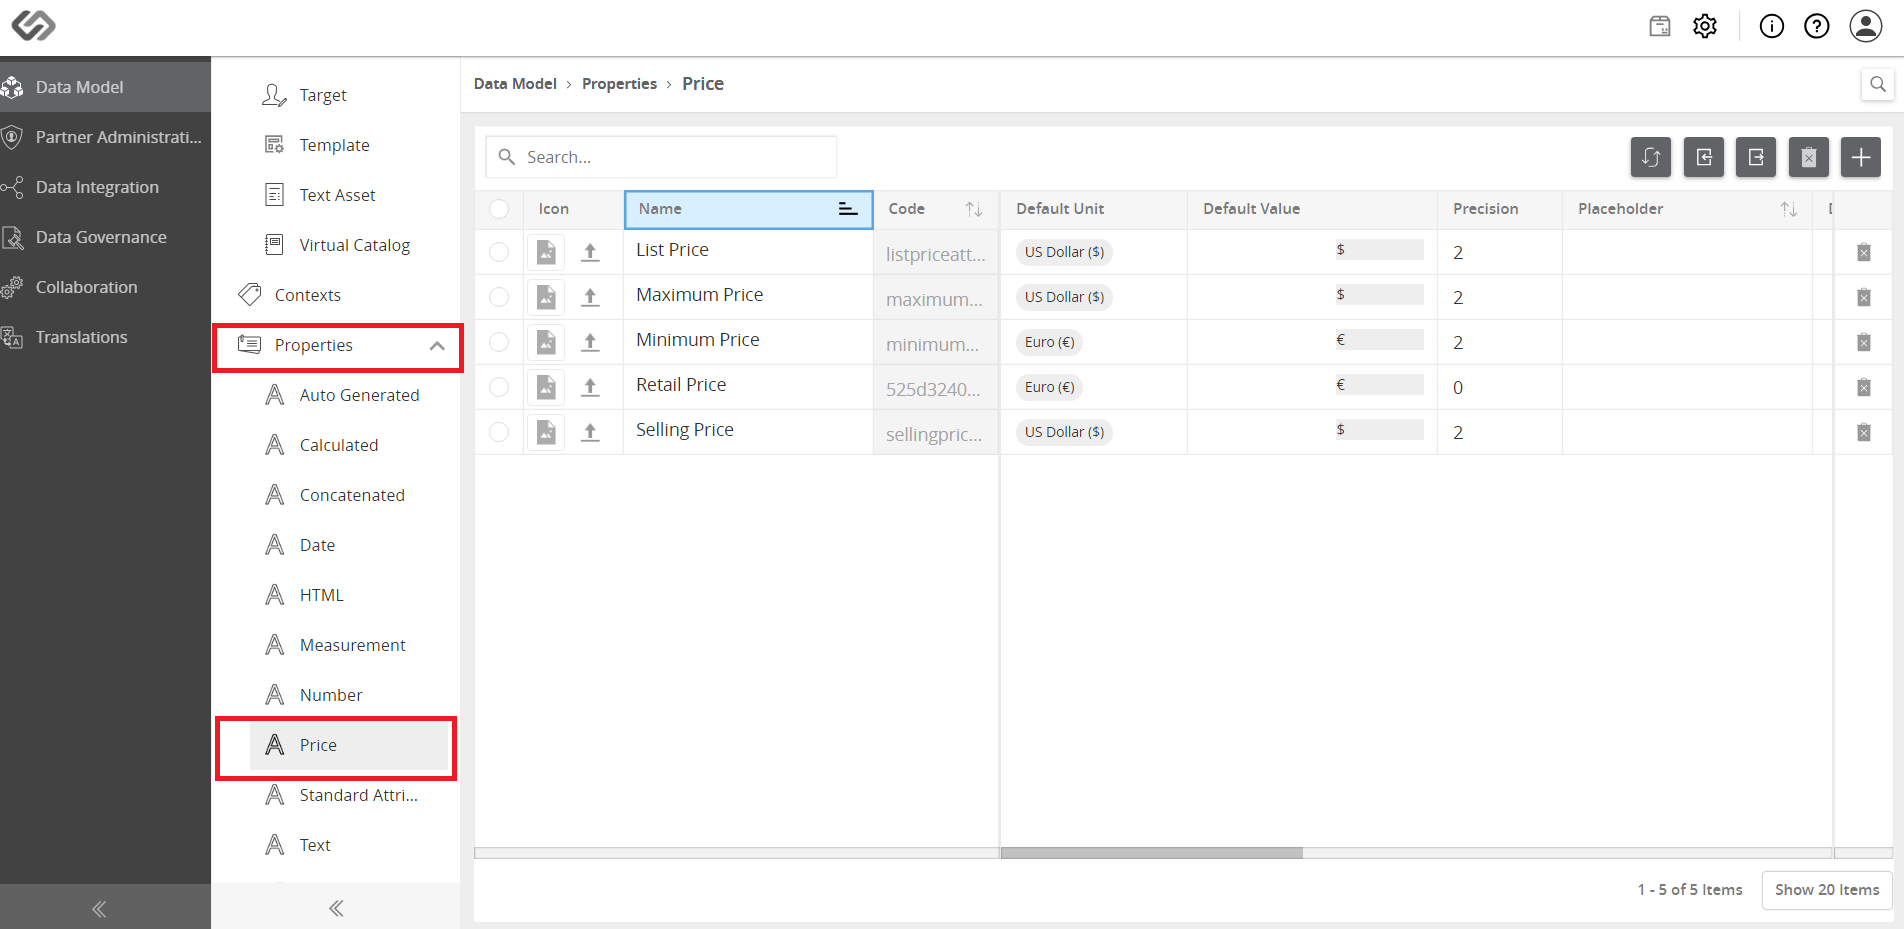 Data Model
Partner Administrati...
Data Integration
Data Governance
Collaboration
Translations
Target
Template
Text Asset
Virtual Catalog
Contexts
Properties
Auto Generated
Calculated
Concatenated
Date
HTML
Measurement
Number
Price
Standard Attri...
Text
Data Model > Properties > Price
Search...
Icon Name Code Default Unit Default Value Precision Placeholder
List Price listpriceatt... US Dollar ($) $ 2
Maximum Price maximum... US Dollar ($) $ 2
Minimum Price minimum... Euro (€) € 2
Retail Price 525d3240... Euro (€) € 0
Selling Price sellingpric... US Dollar ($) $ 2
1 - 5 of 5 Items Show 20 Items